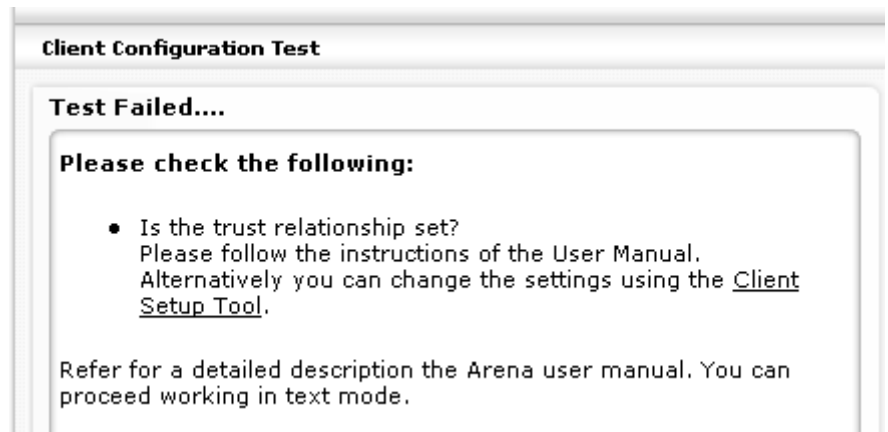 Client Configuration Test
Test Failed....
Please check the following:
• Is the trust relationship set?
Please follow the instructions of the User Manual.
Alternatively you can change the settings using the Client
Setup Tool.
Refer for a detailed description the Arena user manual. You can
proceed working in text mode.